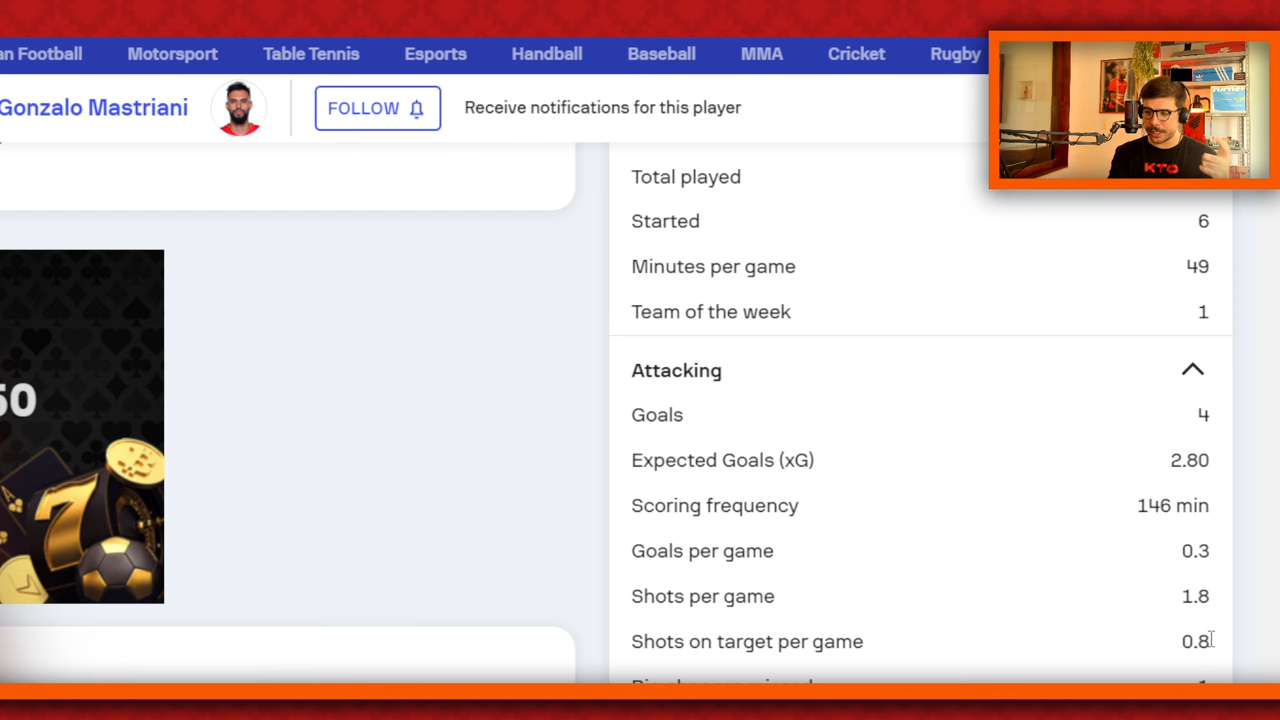 an Football Motorsport Table Tennis Esports Handball Baseball MMA Cricket Rugby
Gonzalo Mastriani FOLLOW Receive notifications for this player
Total played
Started 6
Minutes per game 49
Team of the week 1
Attacking
Goals 4
Expected Goals (xG) 2.80
Scoring frequency 146 min
Goals per game 0.3
Shots per game 1.8
Shots on target per game 0.8
50
7
KTO